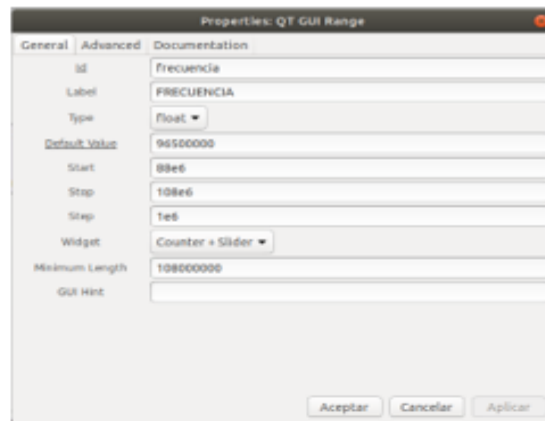 Properties: QT GUI Range
General Advanced Documentation
Id frecuencia
Label FRECUENCIA
Type float
Default Value 96500000
Start 88e6
Stop 108e6
Step 1e6
Widget Counter + Slider
Minimum Length 108000000
GUI Hint
Aceptar Cancelar Aplicar